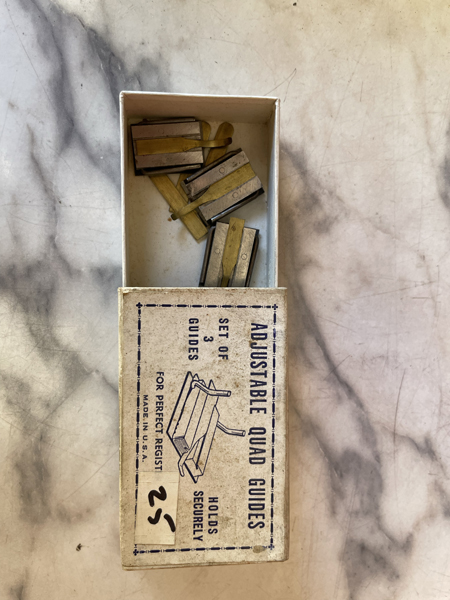 ADJUSTABLE QUAD GUIDES
SET OF
3
GUIDES
HOLDS
SECURELY
FOR PERFECT REGIST
MADE IN U.S.A.
25